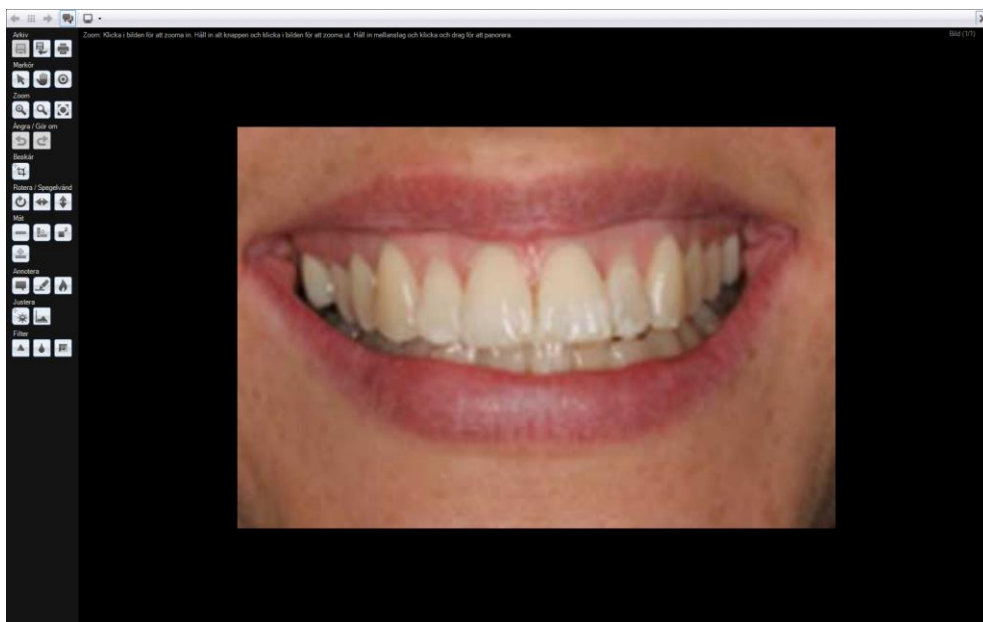 Arkiv
Zoom: Klicka i bilden för att zooma in. Håll in alt knappen och klicka i bilden för att zooma ut. Håll in mellanslag och klicka och drag för att panorera.
Bild (1/1)
Markör
Zoom
Ångra / Gör om
Beskär
Rotera / Spegelvänd
Mät
Annotera
Justera
Filter